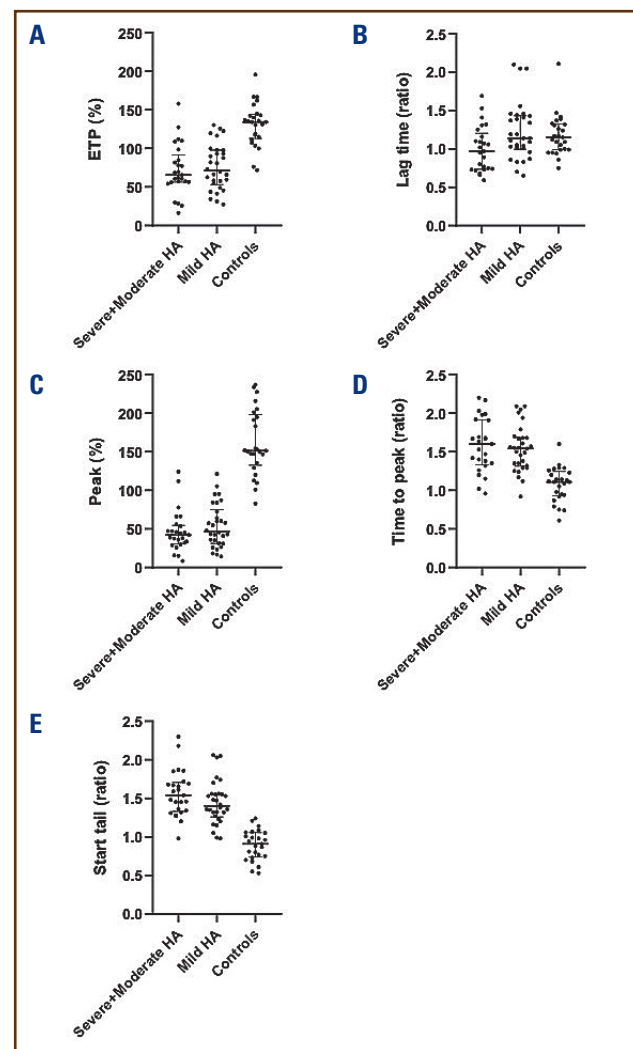 A
ETP (%)
250
200
150
100
50
0
Severe+Moderate HA
Mild HA
Controls
B
Lag time (ratio)
2.5
2.0
1.5
1.0
0.5
0.0
Severe+Moderate HA
Mild HA
Controls
C
Peak (%)
250
200
150
100
50
0
Severe+Moderate HA
Mild HA
Controls
D
Time to peak (ratio)
2.5
2.0
1.5
1.0
0.5
0.0
Severe+Moderate HA
Mild HA
Controls
E
Start tail (ratio)
2.5
2.0
1.5
1.0
0.5
0.0
Severe+Moderate HA
Mild HA
Controls